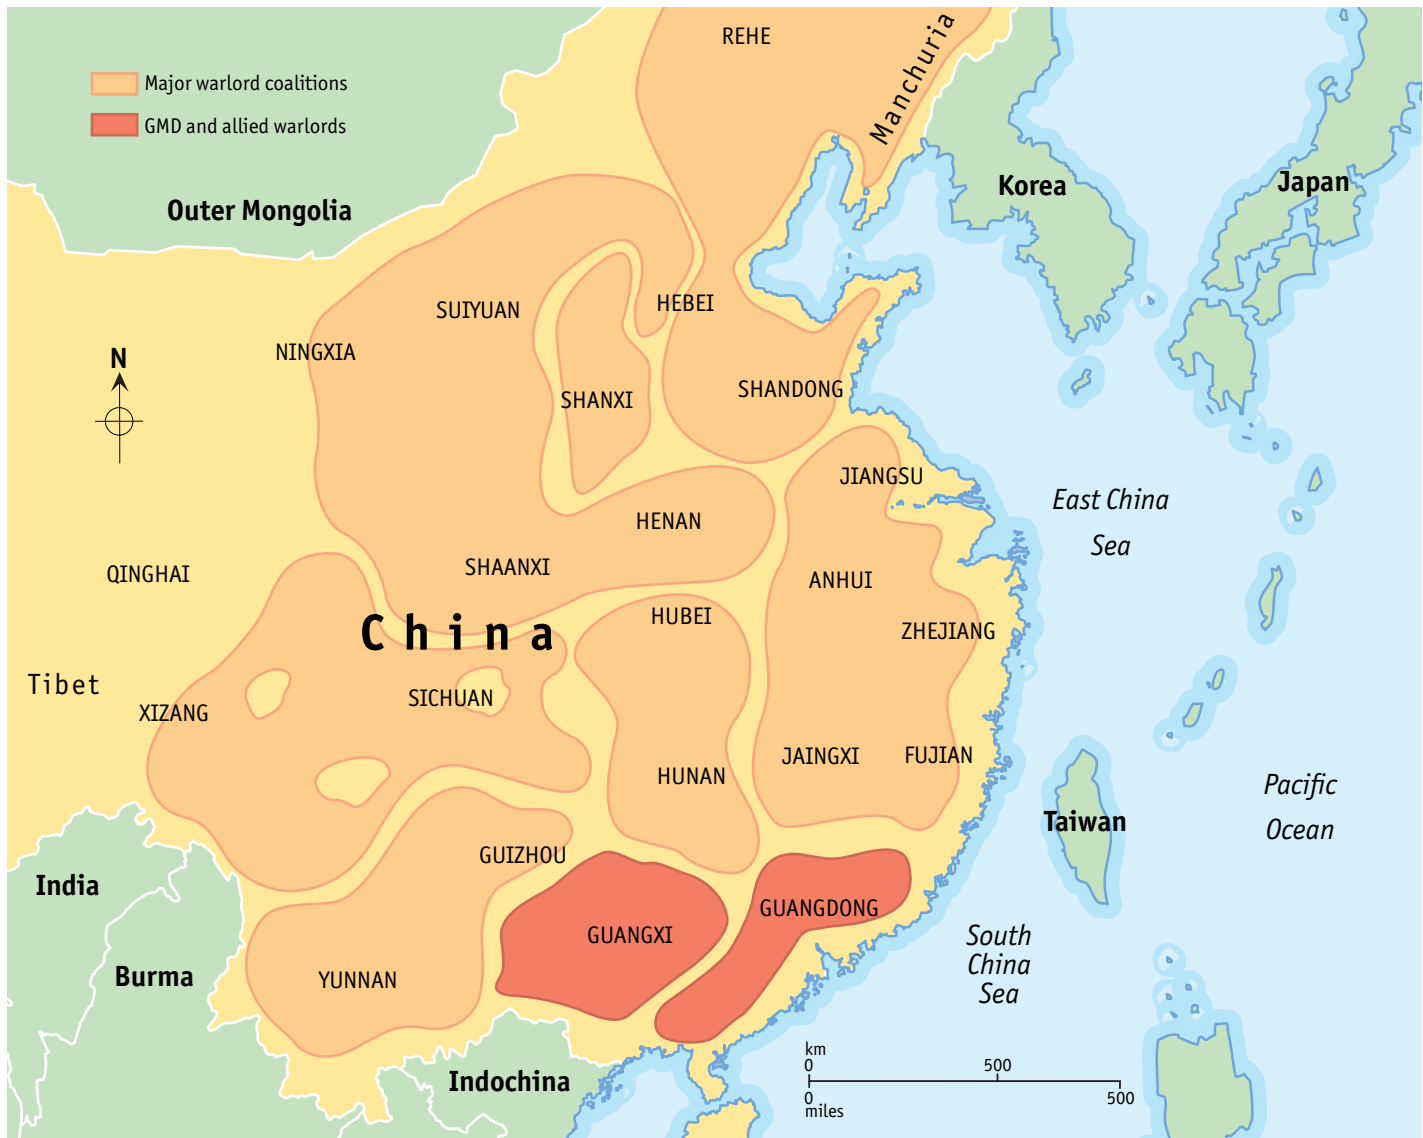 REHE
Manchuria
Major warlord coalitions
GMD and allied warlords
Outer Mongolia
Korea
Japan
SUIYUAN
HEBEI
NINGXIA
N
SHANXI
SHANDONG
JIANGSU
East China
Sea
HENAN
SHAANXI
QINGHAI
ANHUI
HUBEI
ZHEJIANG
China
Tibet
XIZANG
SICHUAN
HUNAN
JAINGXI
FUJIAN
Pacific
Ocean
Taiwan
GUIZHOU
India
GUANGXI
GUANGDONG
South
China
Sea
Burma
YUNNAN
Indochina
km
0 500
0 500
miles